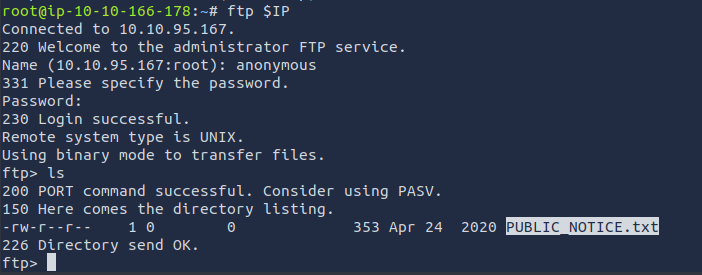 root@ip-10-10-166-178:~# ftp $IP
Connected to 10.10.95.167.
220 Welcome to the administrator FTP service.
Name (10.10.95.167:root): anonymous
331 Please specify the password.
Password:
230 Login successful.
Remote system type is UNIX.
Using binary mode to transfer files.
ftp> ls
200 PORT command successful. Consider using PASV.
150 Here comes the directory listing.
-rw-r--r--    1 0        0             353 Apr 24  2020 PUBLIC_NOTICE.txt
226 Directory send OK.
ftp>